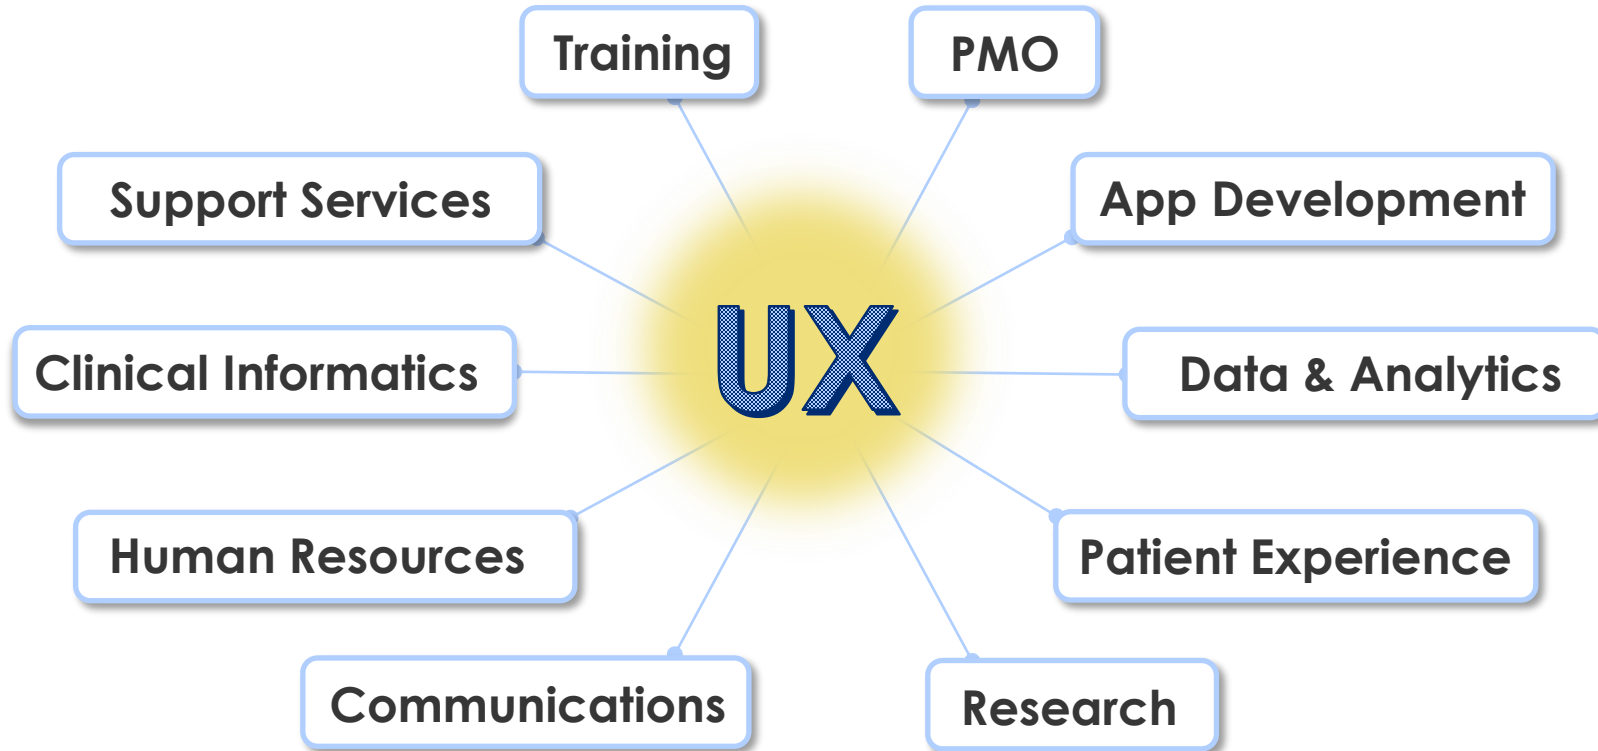 Training
PMO
Support Services
App Development
Clinical Informatics
UX
Data & Analytics
Human Resources
Patient Experience
Communications
Research